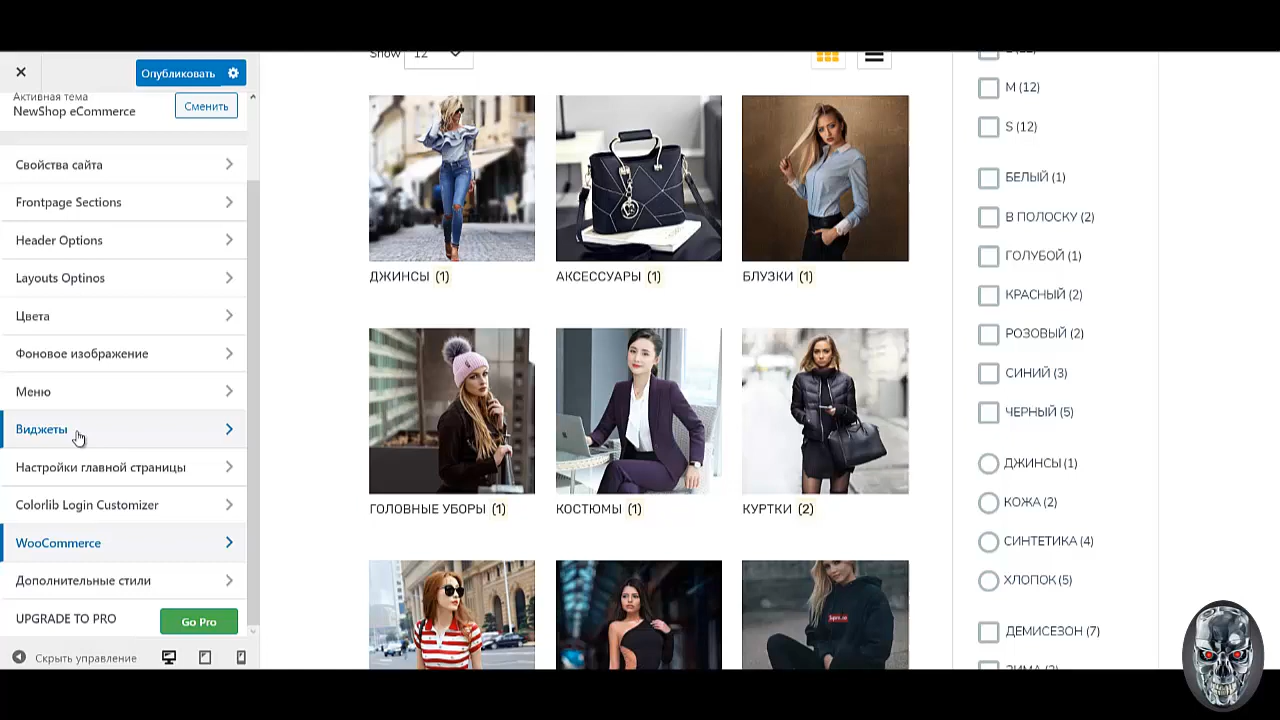 Опубликовать
Активная тема
NewShop eCommerce
Сменить
Свойства сайта
Frontpage Sections
Header Options
Layouts Optinos
Цвета
Фоновое изображение
Меню
Виджеты
Настройки главной страницы
Colorlib Login Customizer
WooCommerce
Дополнительные стили
UPGRADE TO PRO
Go Pro
Скрыть управление
Show 12
ДЖИНСЫ (1)
АКСЕССУАРЫ (1)
БЛУЗКИ (1)
ГОЛОВНЫЕ УБОРЫ (1)
КОСТЮМЫ (1)
КУРТКИ (2)
M (12)
S (12)
БЕЛЫЙ (1)
В ПОЛОСКУ (2)
ГОЛУБОЙ (1)
КРАСНЫЙ (2)
РОЗОВЫЙ (2)
СИНИЙ (3)
ЧЕРНЫЙ (5)
ДЖИНСЫ (1)
КОЖА (2)
СИНТЕТИКА (4)
ХЛОПОК (5)
ДЕМИСЕЗОН (7)